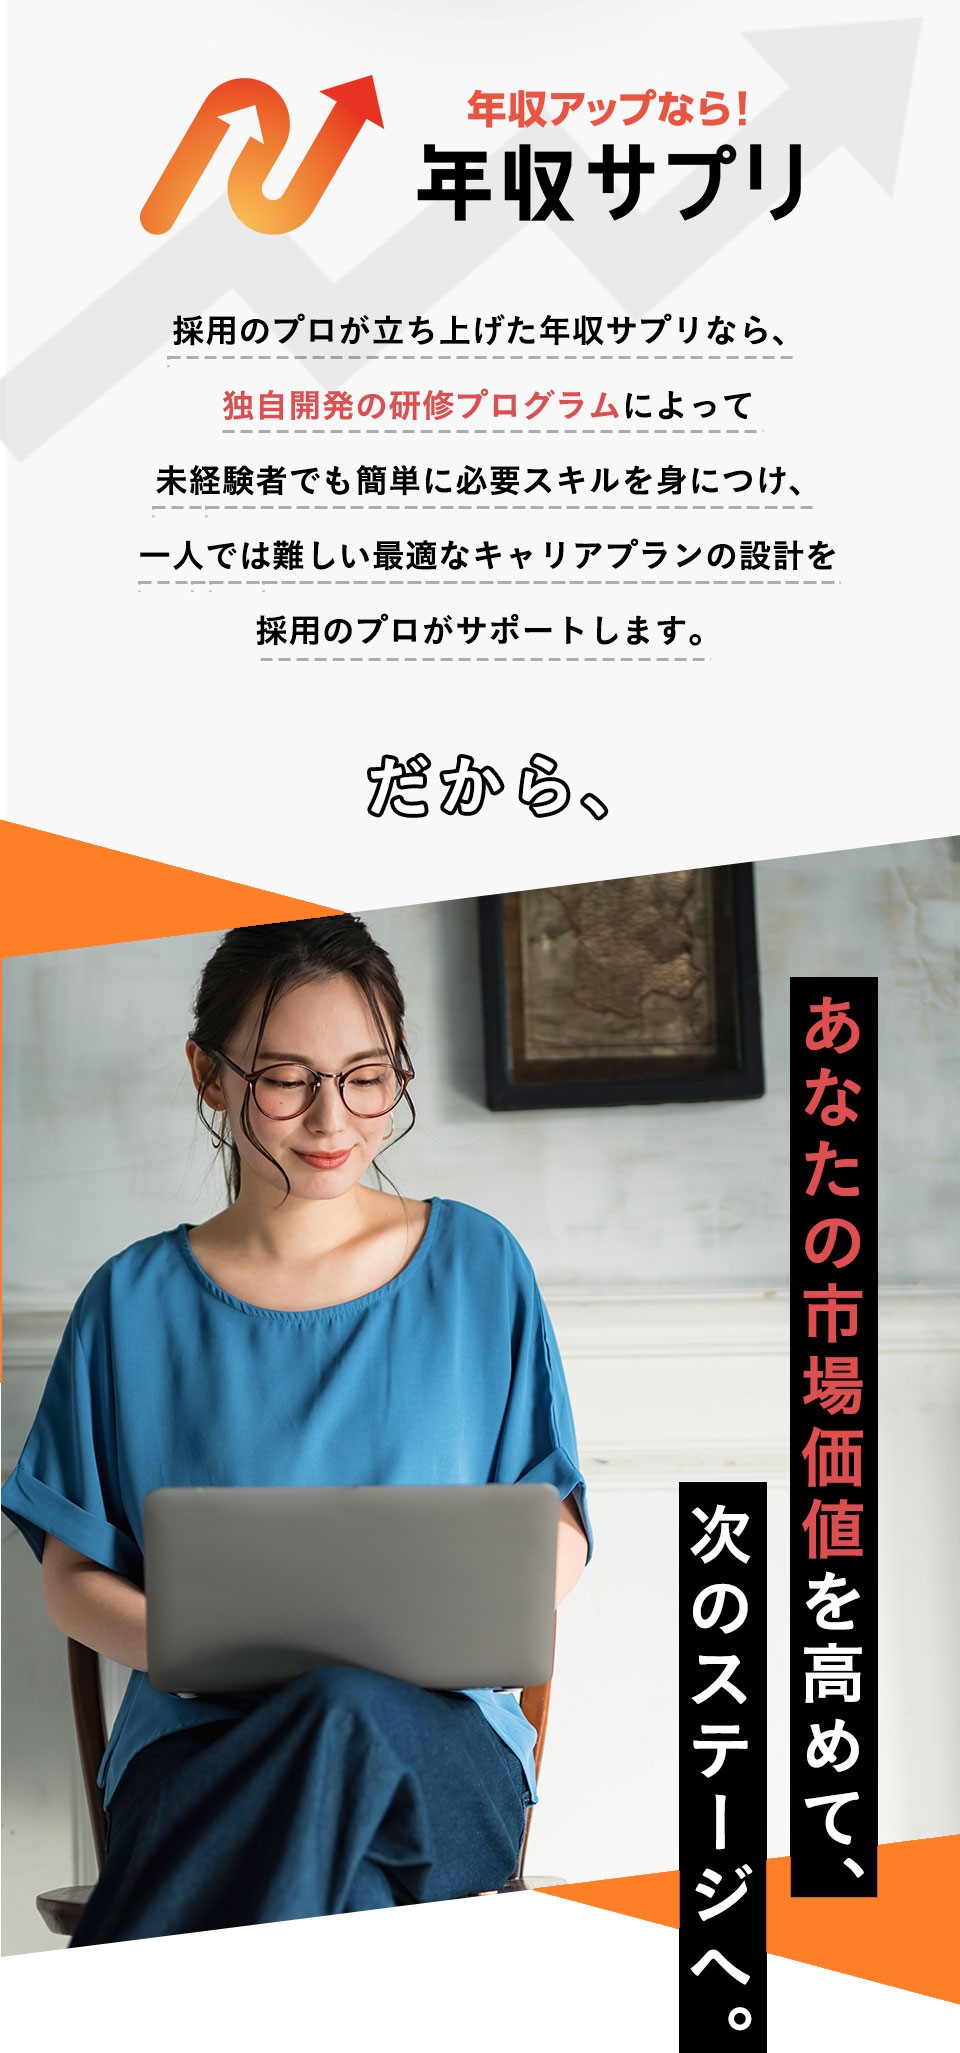 年収アップなら！
年収サプリ
採用のプロが立ち上げた年収サプリなら、
独自開発の研修プログラムによって
未経験者でも簡単に必要スキルを身につけ、
一人では難しい最適なキャリアプランの設計を
採用のプロがサポートします。
だから、
あなたの市場価値を高めて、
次のステージへ。